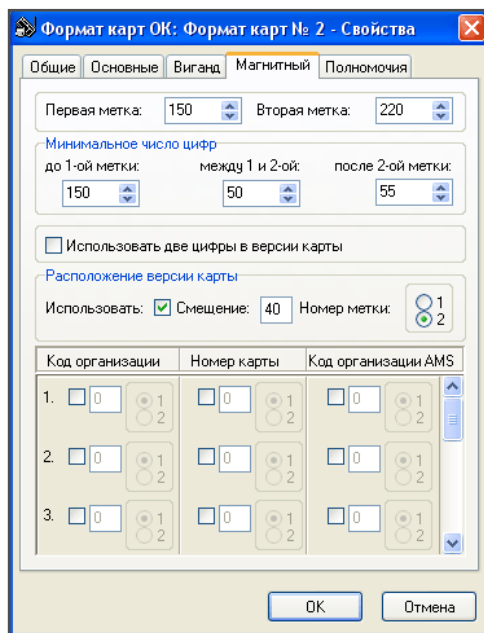 Формат карт ОК: Формат карт № 2 - Свойства
Общие Основные Виганд Магнитный Полномочия
Первая метка: 150 Вторая метка: 220
Минимальное число цифр
до 1-ой метки: между 1 и 2-ой: после 2-ой метки:
150 50 55
Использовать две цифры в версии карты
Расположение версии карты
Использовать: Смещение: 40 Номер метки: 1 2
Код организации Номер карты Код организации AMS
1. 0 1 2 0 1 2 0 1 2
2. 0 1 2 0 1 2 0 1 2
3. 0 1 2 0 1 2 0 1 2
OK Отмена